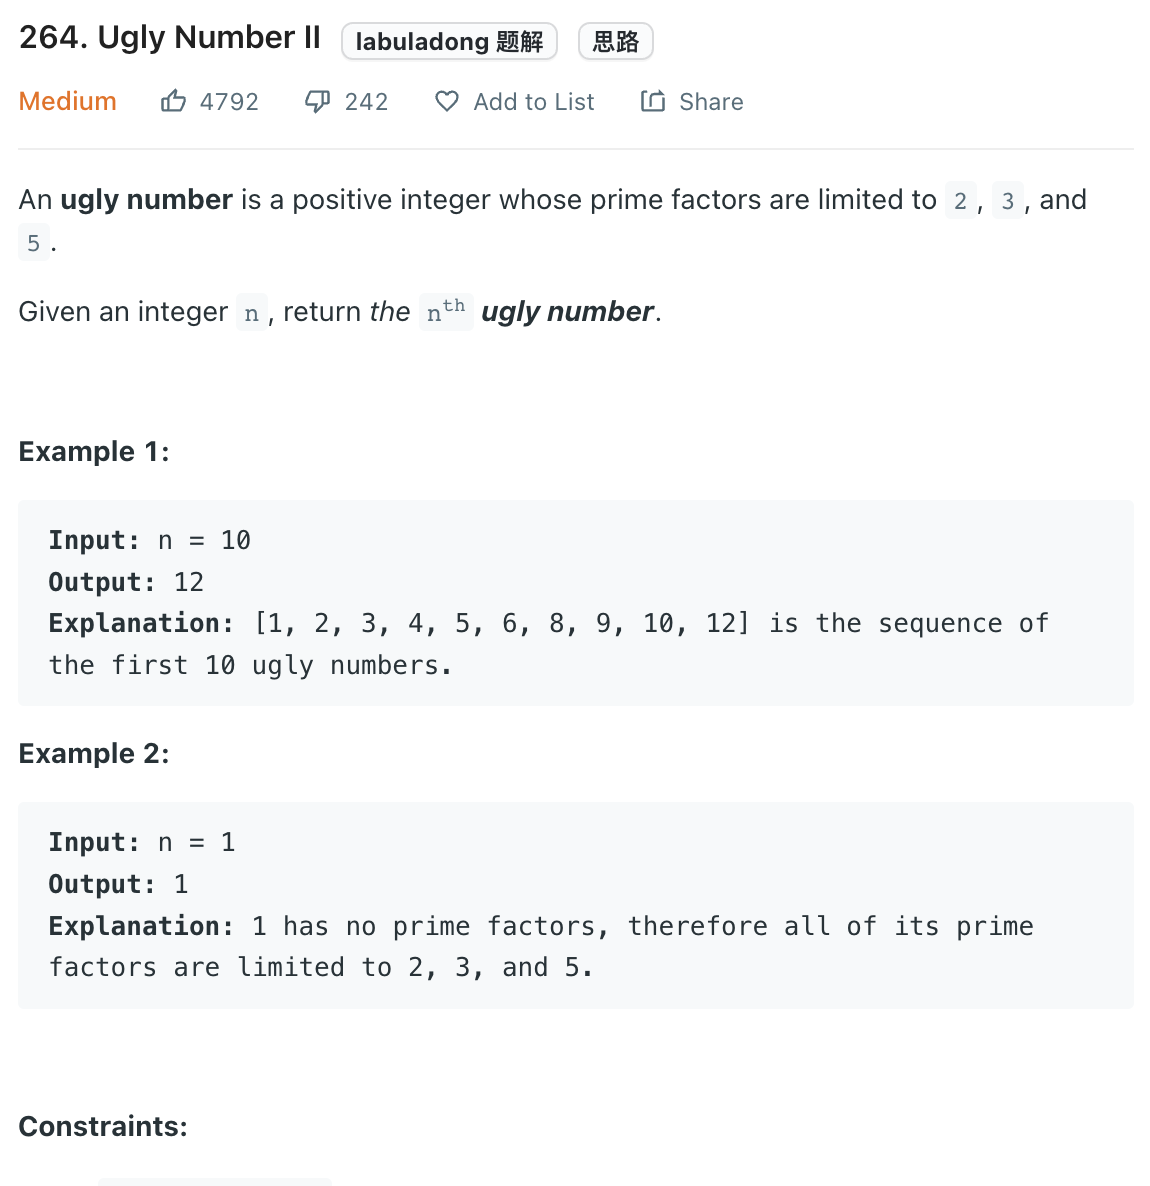 264. Ugly Number II labuladong 题解 思路
Medium 4792 242 Add to List Share
An ugly number is a positive integer whose prime factors are limited to 2, 3, and
5.
Given an integer n, return the nth ugly number.
Example 1:
Input: n = 10
Output: 12
Explanation: [1, 2, 3, 4, 5, 6, 8, 9, 10, 12] is the sequence of
the first 10 ugly numbers.
Example 2:
Input: n = 1
Output: 1
Explanation: 1 has no prime factors, therefore all of its prime
factors are limited to 2, 3, and 5.
Constraints: